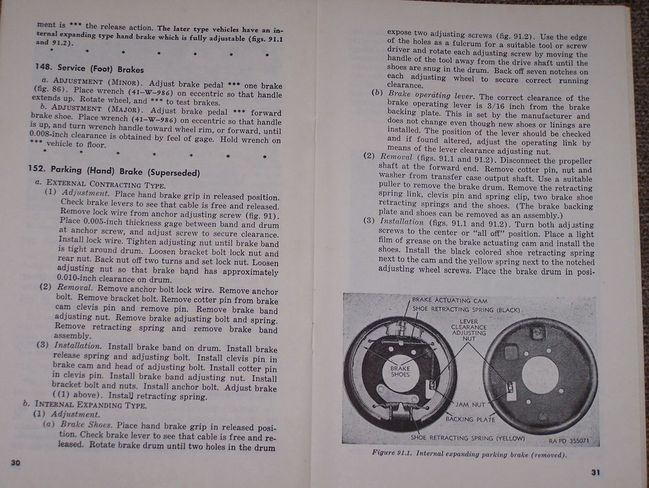 ment is *** the release action. The later type vehicles have an in-
ternal expanding type hand brake which is fully adjustable (figs. 91.1
and 91.2).
* * * * * * *
148. Service (Foot) Brakes
a. ADJUSTMENT (MINOR). Adjust brake pedal *** one brake
(fig. 86). Place wrench (41-W-986) on eccentric so that handle
extends up. Rotate wheel, and *** to test brakes.
b. ADJUSTMENT (MAJOR). Adjust brake pedal *** forward
brake shoe. Place wrench (41-W-986) on eccentric so that handle
is up, and turn wrench handle toward wheel rim, or forward, until
0.008-inch clearance is obtained by feel of gage. Hold wrench on
*** vehicle to floor.
* * * * * * *
152. Parking (Hand) Brake (Superseded)
a. EXTERNAL CONTRACTING TYPE.
(1) Adjustment. Place hand brake grip in released position.
Check brake levers to see that cable is free and released.
Remove lock wire from anchor adjusting screw (fig. 91).
Place 0.005-inch thickness gage between band and drum
at anchor screw, and adjust screw to secure clearance.
Install lock wire. Tighten adjusting nut until brake band
is tight around drum. Loosen bracket bolt lock nut and
rear nut. Back nut off two turns and set lock nut. Loosen
adjusting nut so that brake band has approximately
0.010-inch clearance on drum.
(2) Removal. Remove anchor bolt lock wire. Remove anchor
bolt. Remove bracket bolt. Remove cotter pin from brake
cam clevis pin and remove pin. Remove brake band
adjusting nut. Remove brake adjusting bolt and spring.
Remove retracting spring and remove brake band
assembly.
(3) Installation. Install brake band on drum. Install brake
release spring and adjusting bolt. Install clevis pin in
brake cam and head of adjusting bolt. Install cotter pin
in clevis pin. Install brake band adjusting nut. Install
bracket bolt and nuts. Install anchor bolt. Adjust brake
((1) above). Install retracting spring.
b. INTERNAL EXPANDING TYPE.
(1) Adjustment.
(a) Brake Shoes. Place hand brake grip in released posi-
tion. Check brake lever to see that cable is free and re-
leased. Rotate brake drum until two holes in the drum
30
expose two adjusting screws (fig. 91.2). Use the edge
of the holes as a fulcrum for a suitable tool or screw
driver and rotate each adjusting screw by moving the
handle of the tool away from the drive shaft until the
shoes are snug in the drum. Back off seven notches on
each adjusting wheel to secure correct running
clearance.
(b) Brake operating lever. The correct clearance of the
brake operating lever is 3/16 inch from the brake
backing plate. This is set by the manufacturer and
does not change even though new shoes or linings are
installed. The position of the lever should be checked
and if found altered, adjust the operating link by
means of the lever clearance adjusting nut.
(2) Removal (figs. 91.1 and 91.2). Disconnect the propeller
shaft at the forward end. Remove cotter pin, nut and
washer from transfer case output shaft. Use a suitable
puller to remove the brake drum. Remove the retracting
spring link, clevis pin and spring clip, two brake shoe
retracting springs and the shoes. (The brake backing
plate and shoes can be removed as an assembly.)
(3) Installation (figs. 91.1 and 91.2). Turn both adjusting
screws to the center or "all off" position. Place a light
film of grease on the brake actuating cam and install the
shoes. Install the black colored shoe retracting spring
next to the cam and the yellow spring next to the notched
adjusting wheel screws. Place the brake drum in posi-
BRAKE ACTUATING CAM
SHOE RETRACTING SPRING (BLACK)
LEVER
CLEARANCE
ADJUSTING
NUT
BRAKE
SHOES
JAM NUT
BACKING PLATE
SHOE RETRACTING SPRING (YELLOW)
RA PD 355071
Figure 91.1. Internal expanding parking brake (removed).
31